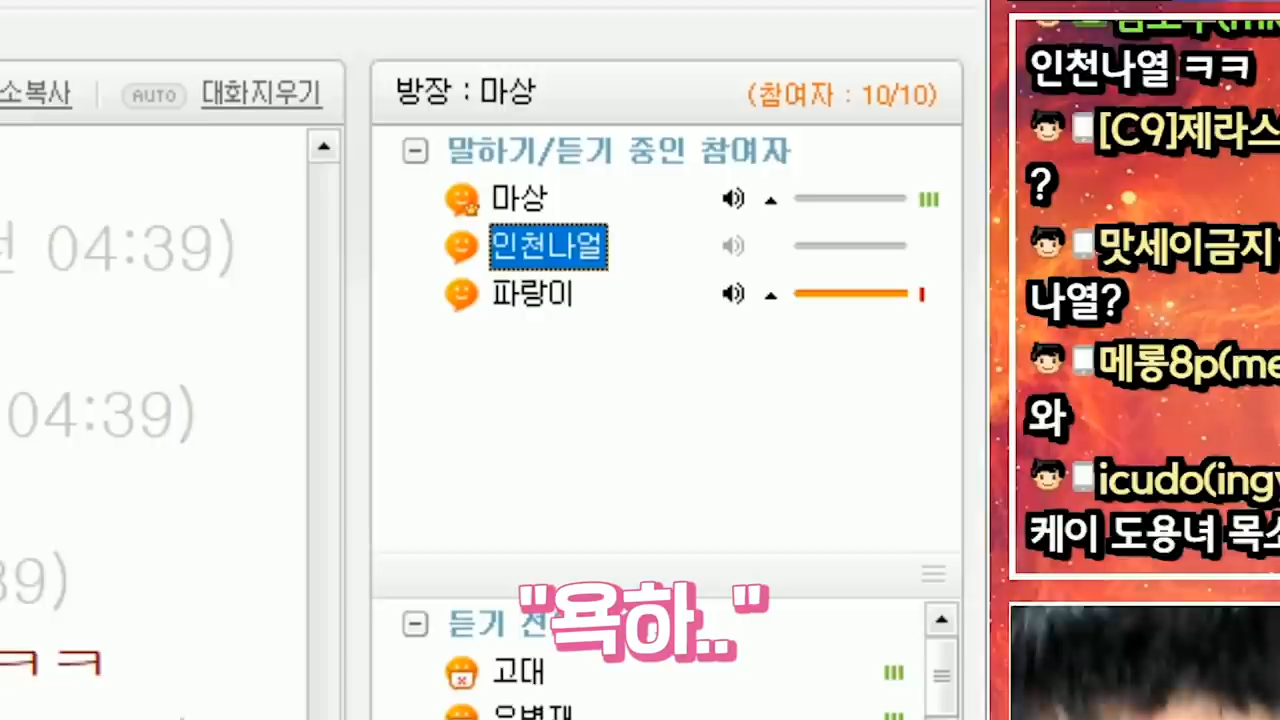 소복사 | AUTO 대화지우기
04:39)
04:39)
39)
ㅋㅋ
방장 : 마상 (참여자 : 10/10)
말하기/듣기 중인 참여자
마상
인천나얼
파랑이
듣기 전
"욕하.."
고대
인천나열 ㅋㅋ
[C9]제라스
?
맛세이금지
나열?
메롱8p(me
와
icudo(ingy
케이 도용녀 목소